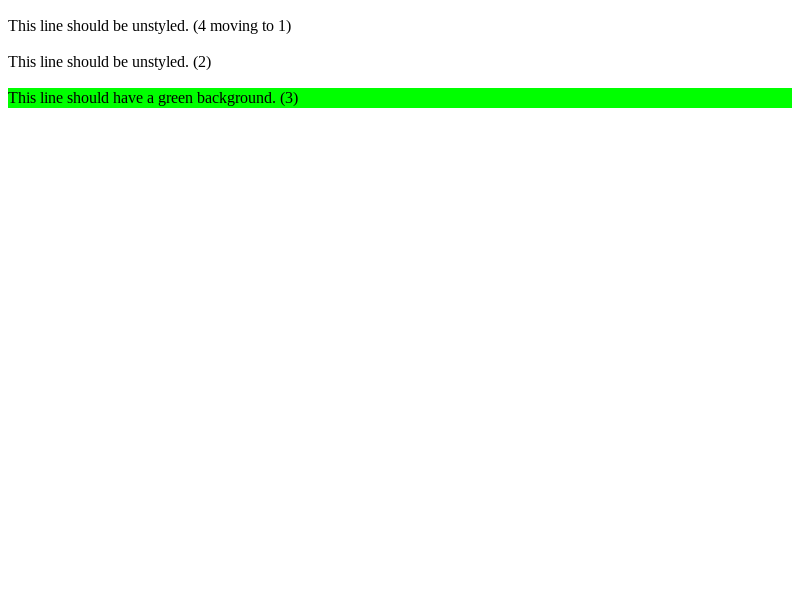 This line should be unstyled. (4 moving to 1)
This line should be unstyled. (2)
This line should have a green background. (3)